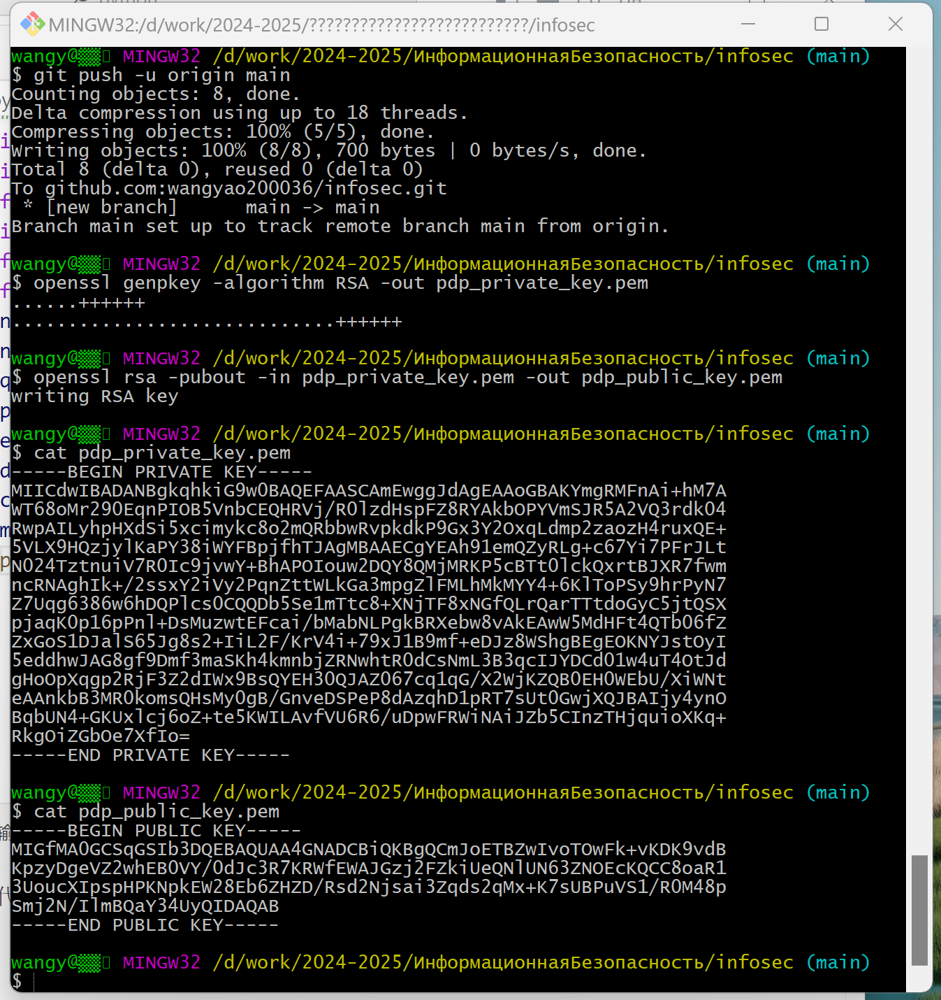 MINGW32:/d/work/2024-2025/??????????????????????????/infosec
wangy@▒▒ MINGW32 /d/work/2024-2025/ИнформационнаяБезопасность/infosec (main)
$ git push -u origin main
Counting objects: 8, done.
Delta compression using up to 18 threads.
Compressing objects: 100% (5/5), done.
Writing objects: 100% (8/8), 700 bytes | 0 bytes/s, done.
Total 8 (delta 0), reused 0 (delta 0)
To github.com:wangyao200036/infosec.git
 * [new branch]      main -> main
Branch main set up to track remote branch main from origin.
wangy@▒▒ MINGW32 /d/work/2024-2025/ИнформационнаяБезопасность/infosec (main)
$ openssl genpkey -algorithm RSA -out pdp_private_key.pem
......++++++
.............................++++++
wangy@▒▒ MINGW32 /d/work/2024-2025/ИнформационнаяБезопасность/infosec (main)
$ openssl rsa -pubout -in pdp_private_key.pem -out pdp_public_key.pem
writing RSA key
wangy@▒▒ MINGW32 /d/work/2024-2025/ИнформационнаяБезопасность/infosec (main)
$ cat pdp_private_key.pem
-----BEGIN PRIVATE KEY-----
MIICdwIBADANBgkqhkiG9w0BAQEFAASCAmEwggJdAgEAAoGBAKYmgRMFnAi+hM7A
WT68oMr290EqnPIOB5VnbCEQHRVj/R0lzdHspFZ8RYAkbOPYVmSJR5A2VQ3rdk04
RwpAILyhpHXdSi5xcimykc8o2mQRbbwRvpkdkP9Gx3Y2OxqLdmp2zaozH4ruxQE+
5VLX9HQzjylKaPY38iWYFBpjfhTJAgMBAAECgYEAh91emQZyRLg+c67Yi7PFrJLt
N024TztnuiV7R0Ic9jvwY+BhAPOIouw2DQY8QMjMRKP5cBTt0lckQxrtBJXR7fwm
ncRNAghIk+/2ssxY2iVy2PqnZttWLkGa3mpgZlFMLhMkMYY4+6KlToPSy9hrPyN7
Z7Uqg6386w6hDQPlcs0CQQDb5Se1mTtc8+XNjTF8xNGfQLrQarTTtdoGyC5jtQSX
pjaqK0p16pPnl+DsMuzwtEFcai/bMabNLPgkBRXebw8vAkEAwW5MdHFt4QTb06fZ
ZxGoS1DJalS65Jg8s2+IiL2F/KrV4i+79xJ1B9mf+eDJz8WShgBEgEOKNYJstOyI
5eddhwJAG8gf9Dmf3maSKh4kmnbjZRNwhtR0dCsNmL3B3qcIJYDCd01w4uT4OtJd
gHoOpXqgp2RjF3Z2dIWx9BsQYEH30QJAZ067cq1qG/X2WjKZQB0EH0WEbU/XiWNt
eAAnkbB3MR0komsQHsMy0gB/GnveDSPeP8dAzqhD1pRT7sUt0GwjXQJBAIjy4ynO
BqbUN4+GKUxlcj6oZ+te5KWILAvfVU6R6/uDpwFRWiNAiJZb5CInzTHjquioXKq+
RkgOiZGbOe7XfIo=
-----END PRIVATE KEY-----
wangy@▒▒ MINGW32 /d/work/2024-2025/ИнформационнаяБезопасность/infosec (main)
$ cat pdp_public_key.pem
-----BEGIN PUBLIC KEY-----
MIGfMA0GCSqGSIb3DQEBAQUAA4GNADCBiQKBgQCmJoETBZwIvoTOwFk+vKDK9vdB
KpzyDgeVZ2whEB0VY/0dJc3R7KRWfEWAJGzj2FZkiUeQNlUN63ZNOEcKQCC8oaR1
3UoucXIpspHPKNpkEW28Eb6ZHZD/Rsd2Njsai3Zqds2qMx+K7sUBPuVS1/R0M48p
Smj2N/IlmBQaY34UyQIDAQAB
-----END PUBLIC KEY-----
wangy@▒▒ MINGW32 /d/work/2024-2025/ИнформационнаяБезопасность/infosec (main)
$